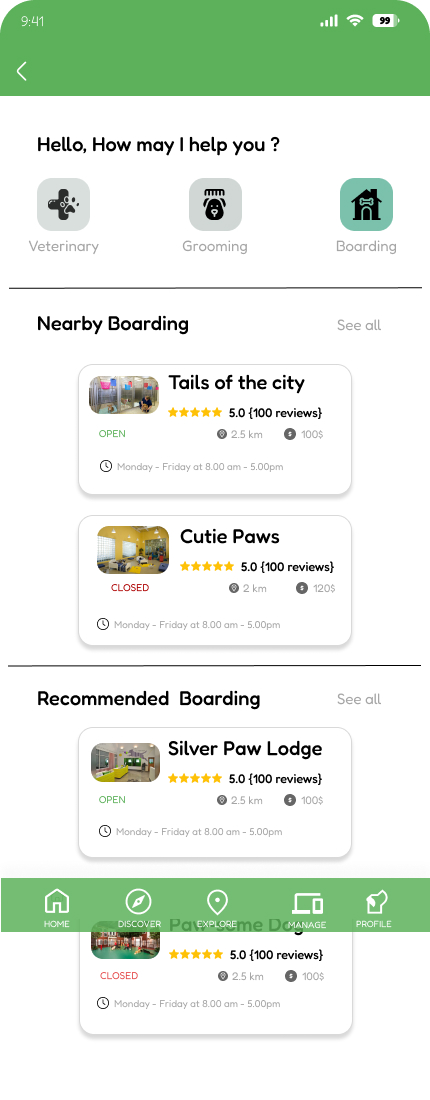 9:41
99
Hello, How may I help you ?
Veterinary
Grooming
Boarding
Nearby Boarding
See all
Tails of the city
5.0 {100 reviews}
OPEN
2.5 km
100$
Monday - Friday at 8.00 am - 5.00pm
Cutie Paws
5.0 {100 reviews}
CLOSED
2 km
120$
Monday - Friday at 8.00 am - 5.00pm
Recommended  Boarding
See all
Silver Paw Lodge
5.0 {100 reviews}
OPEN
2.5 km
100$
Monday - Friday at 8.00 am - 5.00pm
HOME
DISCOVER
EXPLORE
MANAGE
PROFILE
5.0 {100 reviews}
CLOSED
2.5 km
100$
Monday - Friday at 8.00 am - 5.00pm